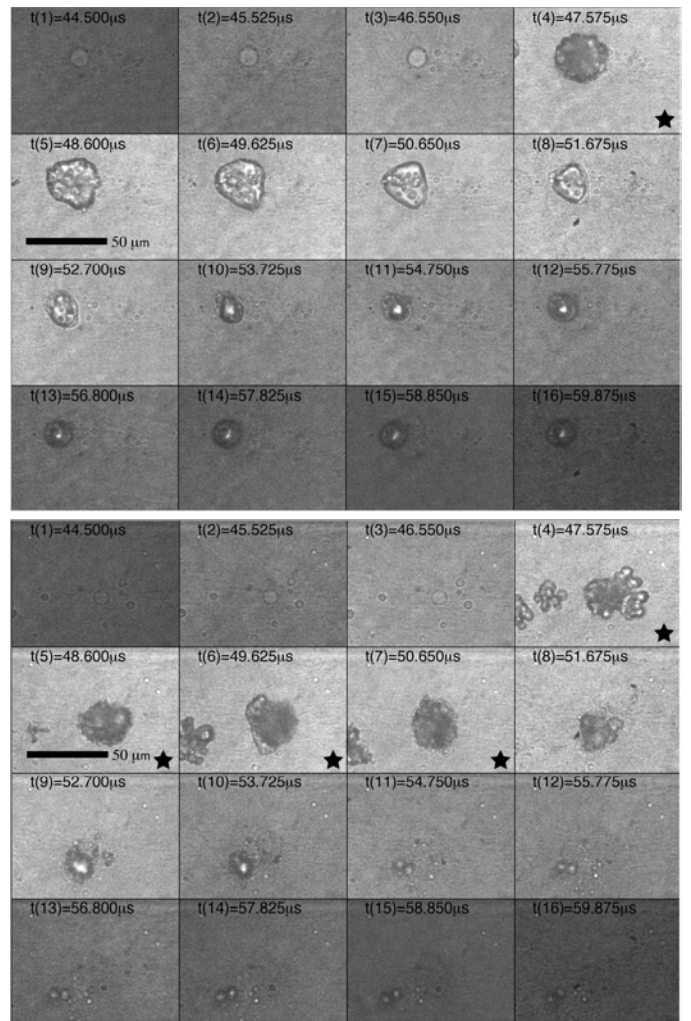 t(1)=44.500μs t(2)=45.525μs t(3)=46.550μs t(4)=47.575μs
t(5)=48.600μs t(6)=49.625μs t(7)=50.650μs t(8)=51.675μs
50 μm
t(9)=52.700μs t(10)=53.725μs t(11)=54.750μs t(12)=55.775μs
t(13)=56.800μs t(14)=57.825μs t(15)=58.850μs t(16)=59.875μs
t(1)=44.500μs t(2)=45.525μs t(3)=46.550μs t(4)=47.575μs
t(5)=48.600μs t(6)=49.625μs t(7)=50.650μs t(8)=51.675μs
50 μm
t(9)=52.700μs t(10)=53.725μs t(11)=54.750μs t(12)=55.775μs
t(13)=56.800μs t(14)=57.825μs t(15)=58.850μs t(16)=59.875μs